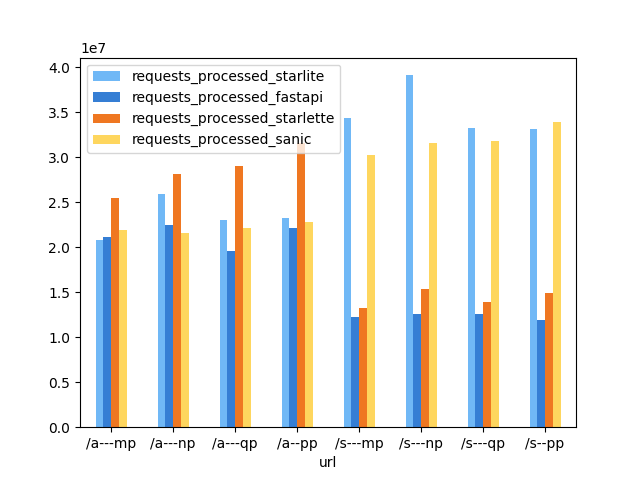 1e7
4.0
3.5
3.0
2.5
2.0
1.5
1.0
0.5
0.0
requests_processed_starlite
requests_processed_fastapi
requests_processed_starlette
requests_processed_sanic
/a---mp /a---np /a---qp /a--pp /s---mp /s---np /s---qp /s--pp
url